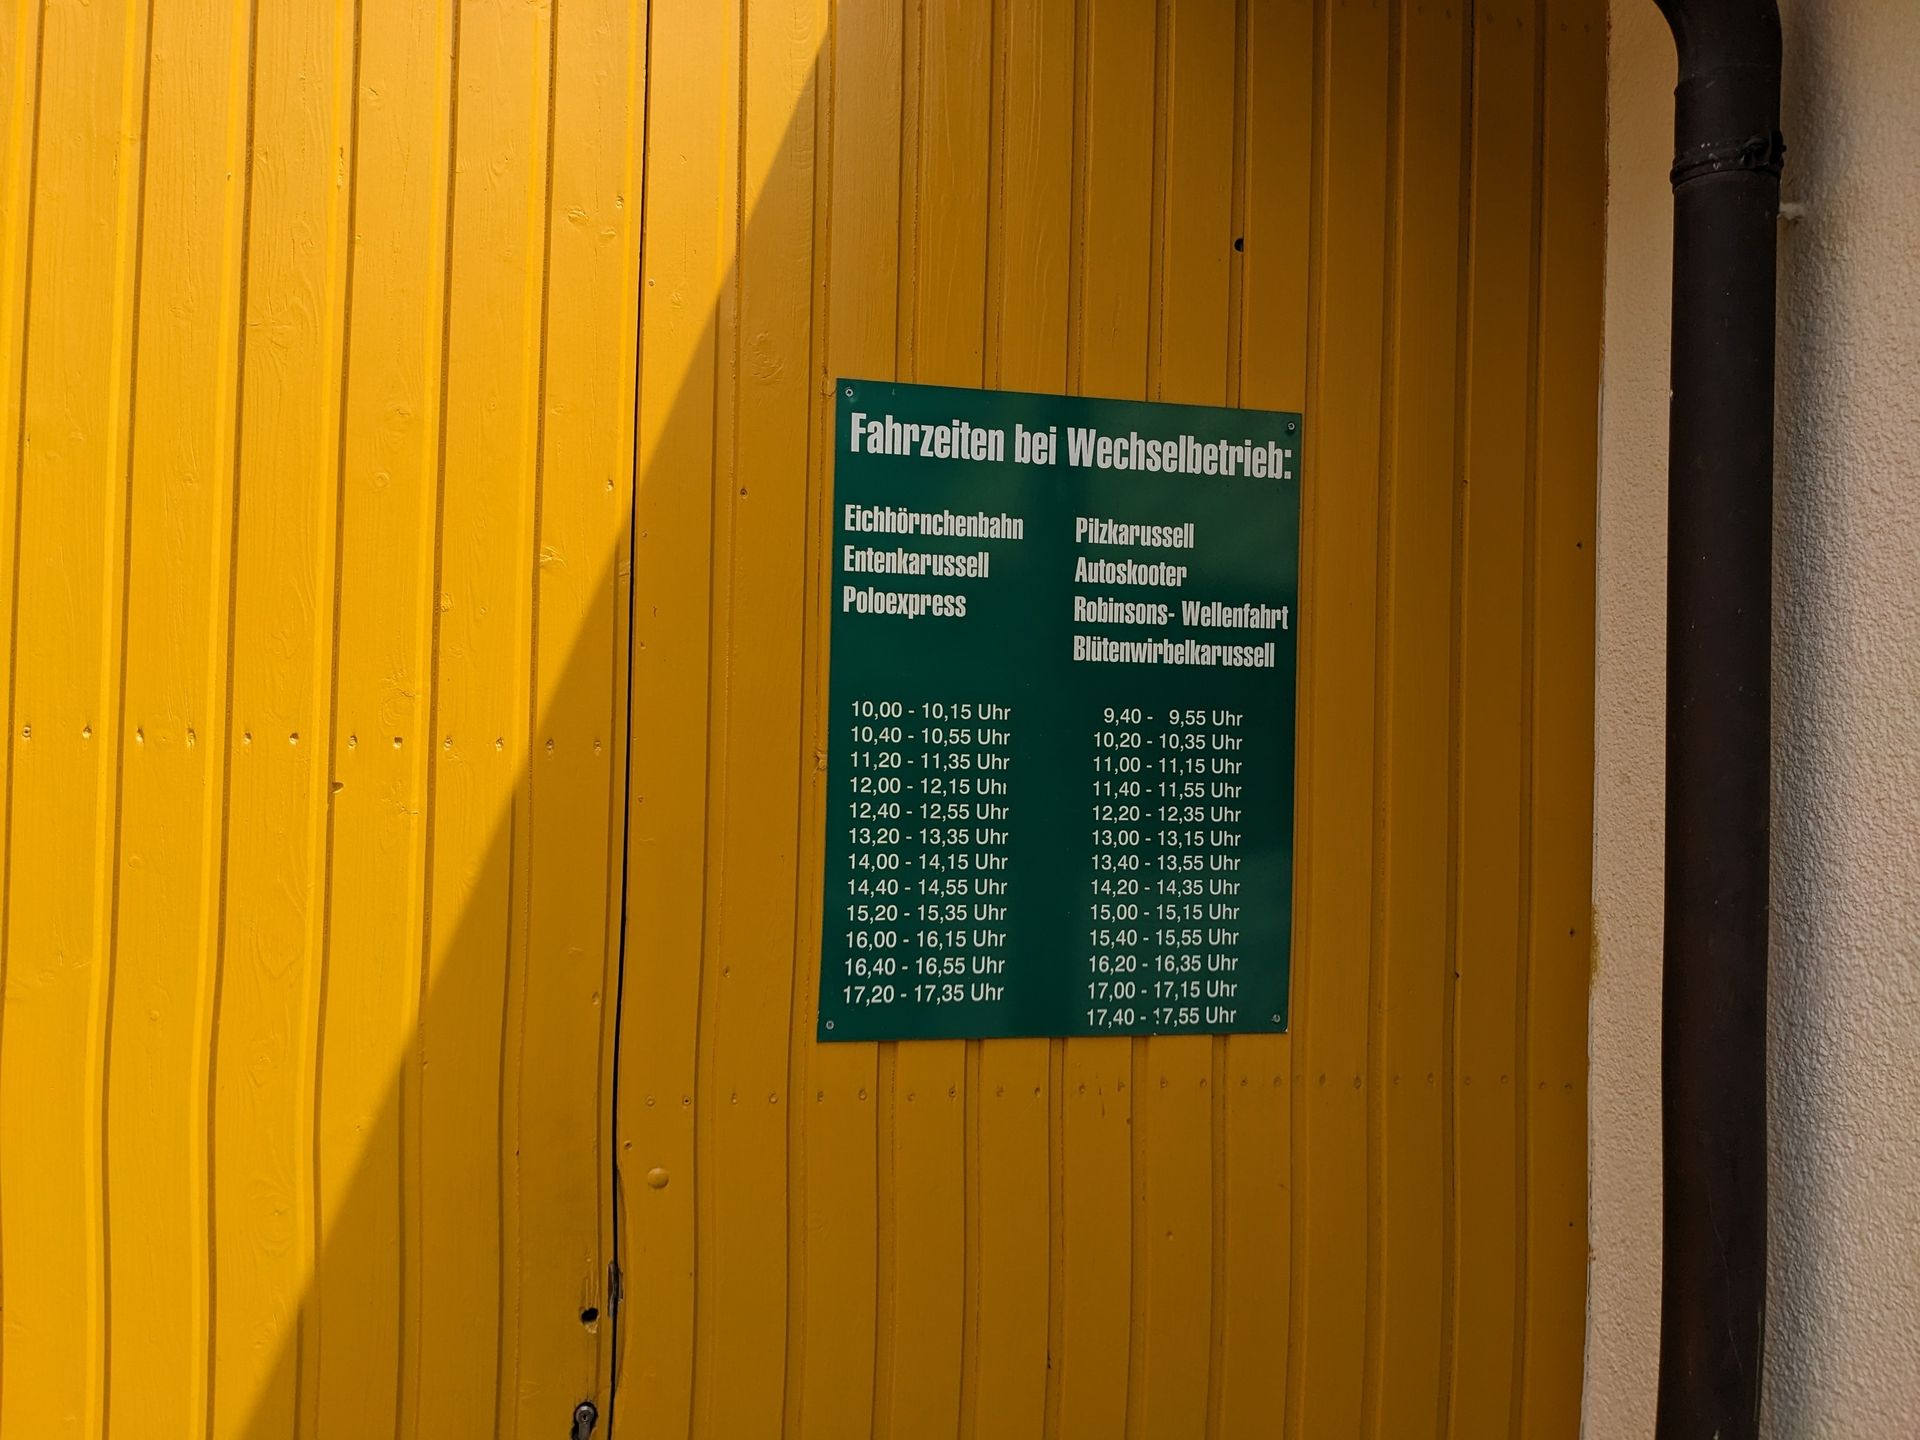 Fahrzeiten bei Wechselbetrieb:
Eichhörnchenbahn
Entenkarussell
Poloexpress
10,00 - 10,15 Uhr
10,40 - 10,55 Uhr
11,20 - 11,35 Uhr
12,00 - 12,15 Uhr
12,40 - 12,55 Uhr
13,20 - 13,35 Uhr
14,00 - 14,15 Uhr
14,40 - 14,55 Uhr
15,20 - 15,35 Uhr
16,00 - 16,15 Uhr
16,40 - 16,55 Uhr
17,20 - 17,35 Uhr
Pilzkarussell
Autoskooter
Robinsons- Wellenfahrt
Blütenwirbelkarussell
9,40 - 9,55 Uhr
10,20 - 10,35 Uhr
11,00 - 11,15 Uhr
11,40 - 11,55 Uhr
12,20 - 12,35 Uhr
13,00 - 13,15 Uhr
13,40 - 13,55 Uhr
14,20 - 14,35 Uhr
15,00 - 15,15 Uhr
15,40 - 15,55 Uhr
16,20 - 16,35 Uhr
17,00 - 17,15 Uhr
17,40 - 17,55 Uhr